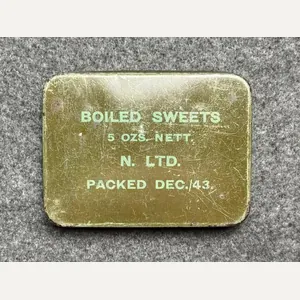 BOILED SWEETS
5 OZS. NETT.
N. LTD.
PACKED DEC./43.